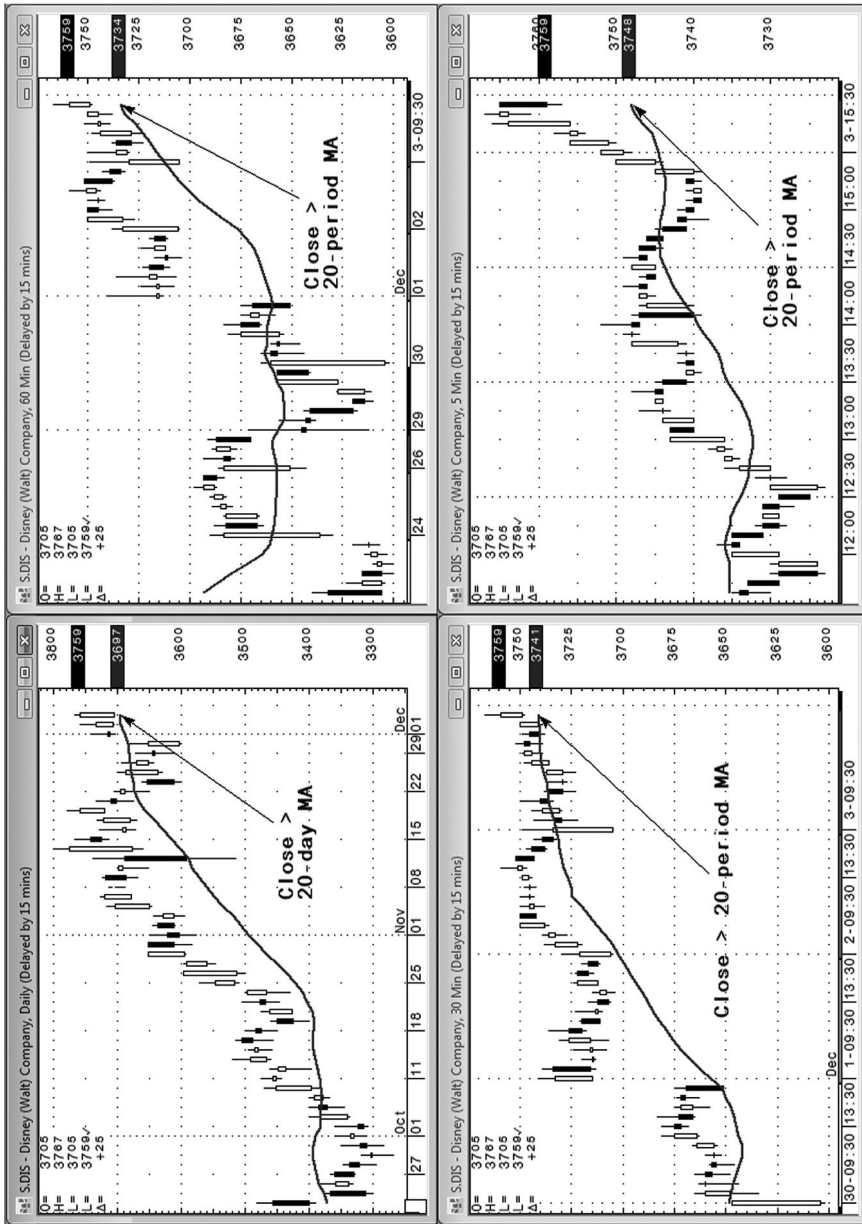 S.DIS - Disney (Walt) Company, Daily (Delayed by 15 mins)
O= 3705
H= 3767
L= 3705
L= 3759✓
Δ= +25
3800
3759
3697
3600
3500
3400
3300
Close >
20-day MA
27 01 11 18 25 01 08 15 22 29 01
Oct Nov Dec
S.DIS - Disney (Walt) Company, 60 Min (Delayed by 15 mins)
O= 3705
H= 3767
L= 3705
L= 3759✓
Δ= +25
3759
3750
3734
3725
3700
3675
3650
3625
3600
Close >
20-period MA
24 26 29 30 01 02 3-09:30
Dec
S.DIS - Disney (Walt) Company, 30 Min (Delayed by 15 mins)
O= 3705
H= 3767
L= 3705
L= 3759✓
Δ= +25
3759
3750
3741
3725
3700
3675
3650
3625
3600
Close > 20-period MA
30-09:30 13:30 1-09:30 13:30 2-09:30 13:30 3-09:30
Dec
S.DIS - Disney (Walt) Company, 5 Min (Delayed by 15 mins)
O= 3705
H= 3767
L= 3705
L= 3759✓
Δ= +25
3760
3759
3750
3748
3740
3730
Close >
20-period MA
12:00 12:30 13:00 13:30 14:00 14:30 15:00 3-15:30